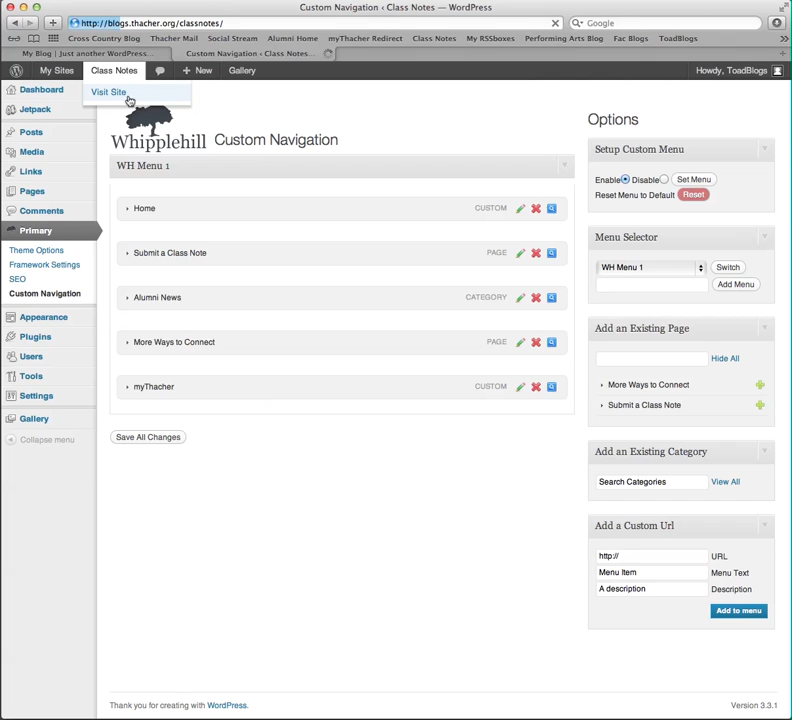 Custom Navigation ‹ Class Notes — WordPress
http://blogs.thacher.org/classnotes/
Google
Cross Country Blog Thacher Mail Social Stream Alumni Home myThacher Redirect Class Notes My RSSboxes Performing Arts Blog Fac Blogs ToadBlogs
My Blog | Just another WordPress... Custom Navigation ‹ Class Notes...
My Sites Class Notes + New Gallery Howdy, ToadBlogs
Visit Site
Dashboard
Jetpack
Posts
Media
Links
Pages
Comments
Primary
Theme Options
Framework Settings
SEO
Custom Navigation
Appearance
Plugins
Users
Tools
Settings
Gallery
Collapse menu
Whipplehill Custom Navigation
WH Menu 1
Home CUSTOM
Submit a Class Note PAGE
Alumni News CATEGORY
More Ways to Connect PAGE
myThacher CUSTOM
Save All Changes
Options
Setup Custom Menu
Enable Disable Set Menu
Reset Menu to Default Reset
Menu Selector
WH Menu 1 Switch
Add Menu
Add an Existing Page
Hide All
More Ways to Connect
Submit a Class Note
Add an Existing Category
Search Categories View All
Add a Custom Url
http:// URL
Menu Item Menu Text
A description Description
Add to menu
Thank you for creating with WordPress. Version 3.3.1